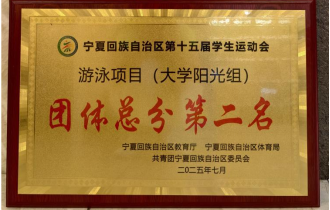 宁夏回族自治区第十五届学生运动会
游泳项目（大学阳光组）
团体总分第二名
宁夏回族自治区教育厅 宁夏回族自治区体育局
共青团宁夏回族自治区委员会
二〇二五年七月